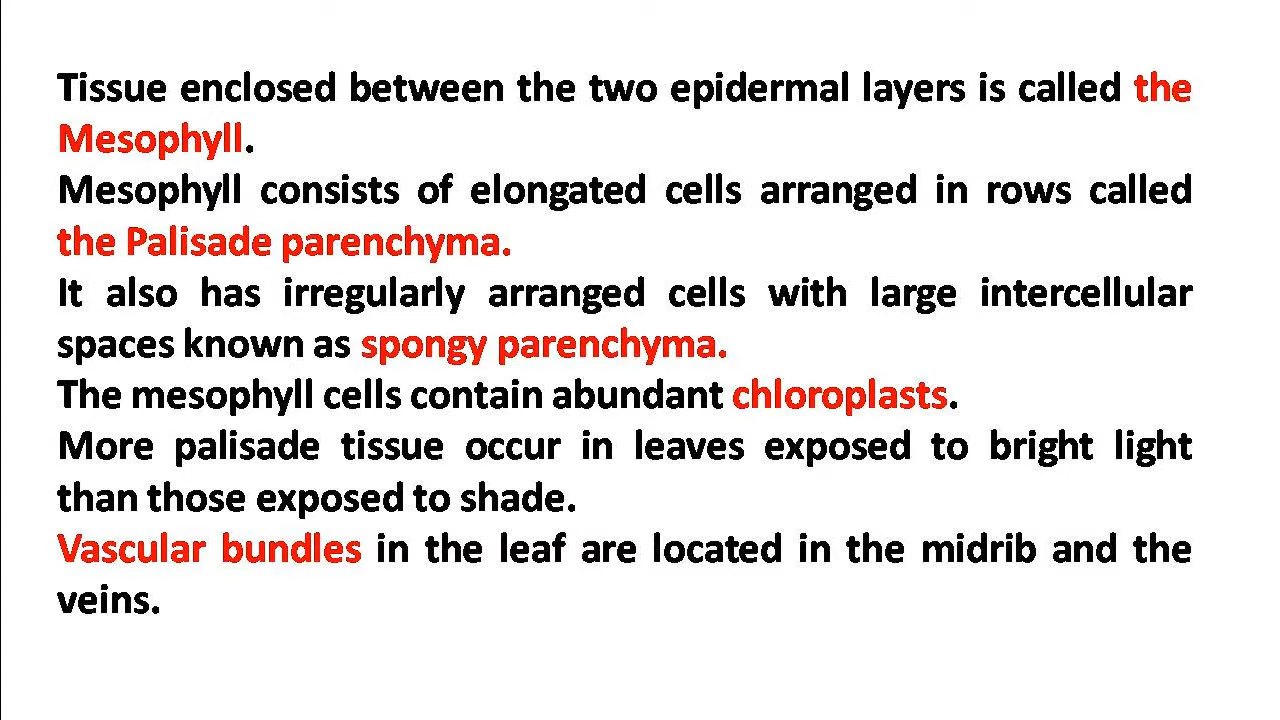 Tissue enclosed between the two epidermal layers is called the
Mesophyll.
Mesophyll consists of elongated cells arranged in rows called
the Palisade parenchyma.
It also has irregularly arranged cells with large intercellular
spaces known as spongy parenchyma.
The mesophyll cells contain abundant chloroplasts.
More palisade tissue occur in leaves exposed to bright light
than those exposed to shade.
Vascular bundles in the leaf are located in the midrib and the
veins.